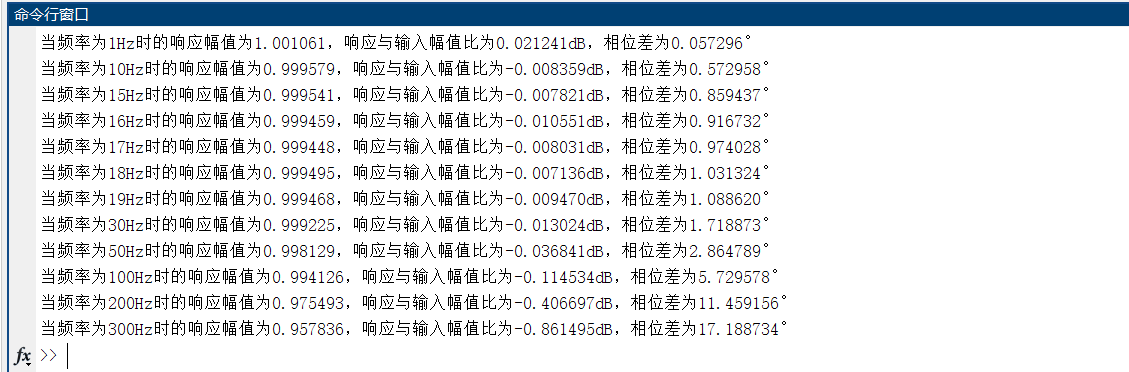 命令行窗口
当频率为1Hz时的响应幅值为1.001061，响应与输入幅值比为0.021241dB，相位差为0.057296°
当频率为10Hz时的响应幅值为0.999579，响应与输入幅值比为-0.008359dB，相位差为0.572958°
当频率为15Hz时的响应幅值为0.999541，响应与输入幅值比为-0.007821dB，相位差为0.859437°
当频率为16Hz时的响应幅值为0.999459，响应与输入幅值比为-0.010551dB，相位差为0.916732°
当频率为17Hz时的响应幅值为0.999448，响应与输入幅值比为-0.008031dB，相位差为0.974028°
当频率为18Hz时的响应幅值为0.999495，响应与输入幅值比为-0.007136dB，相位差为1.031324°
当频率为19Hz时的响应幅值为0.999468，响应与输入幅值比为-0.009470dB，相位差为1.088620°
当频率为30Hz时的响应幅值为0.999225，响应与输入幅值比为-0.013024dB，相位差为1.718873°
当频率为50Hz时的响应幅值为0.998129，响应与输入幅值比为-0.036841dB，相位差为2.864789°
当频率为100Hz时的响应幅值为0.994126，响应与输入幅值比为-0.114534dB，相位差为5.729578°
当频率为200Hz时的响应幅值为0.975493，响应与输入幅值比为-0.406697dB，相位差为11.459156°
当频率为300Hz时的响应幅值为0.957836，响应与输入幅值比为-0.861495dB，相位差为17.188734°
fx >>